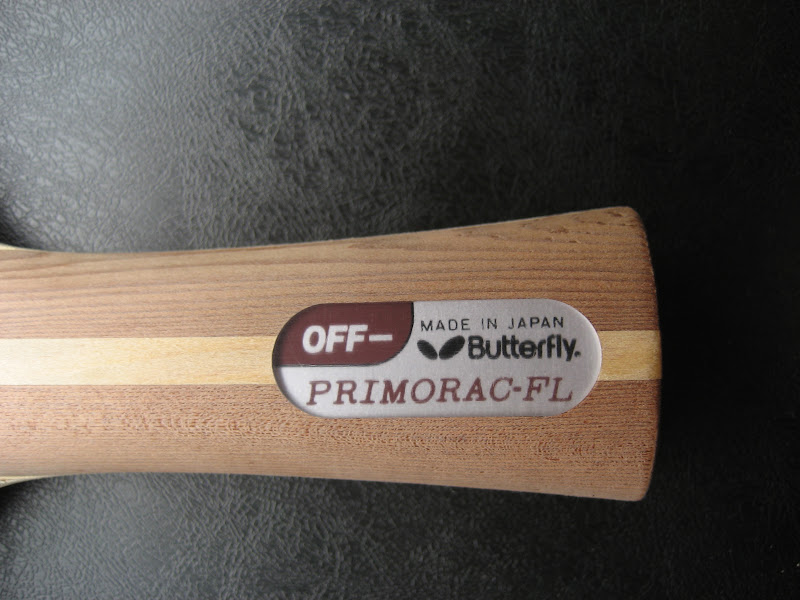 OFF−
MADE IN JAPAN
Butterfly.
PRIMORAC-FL